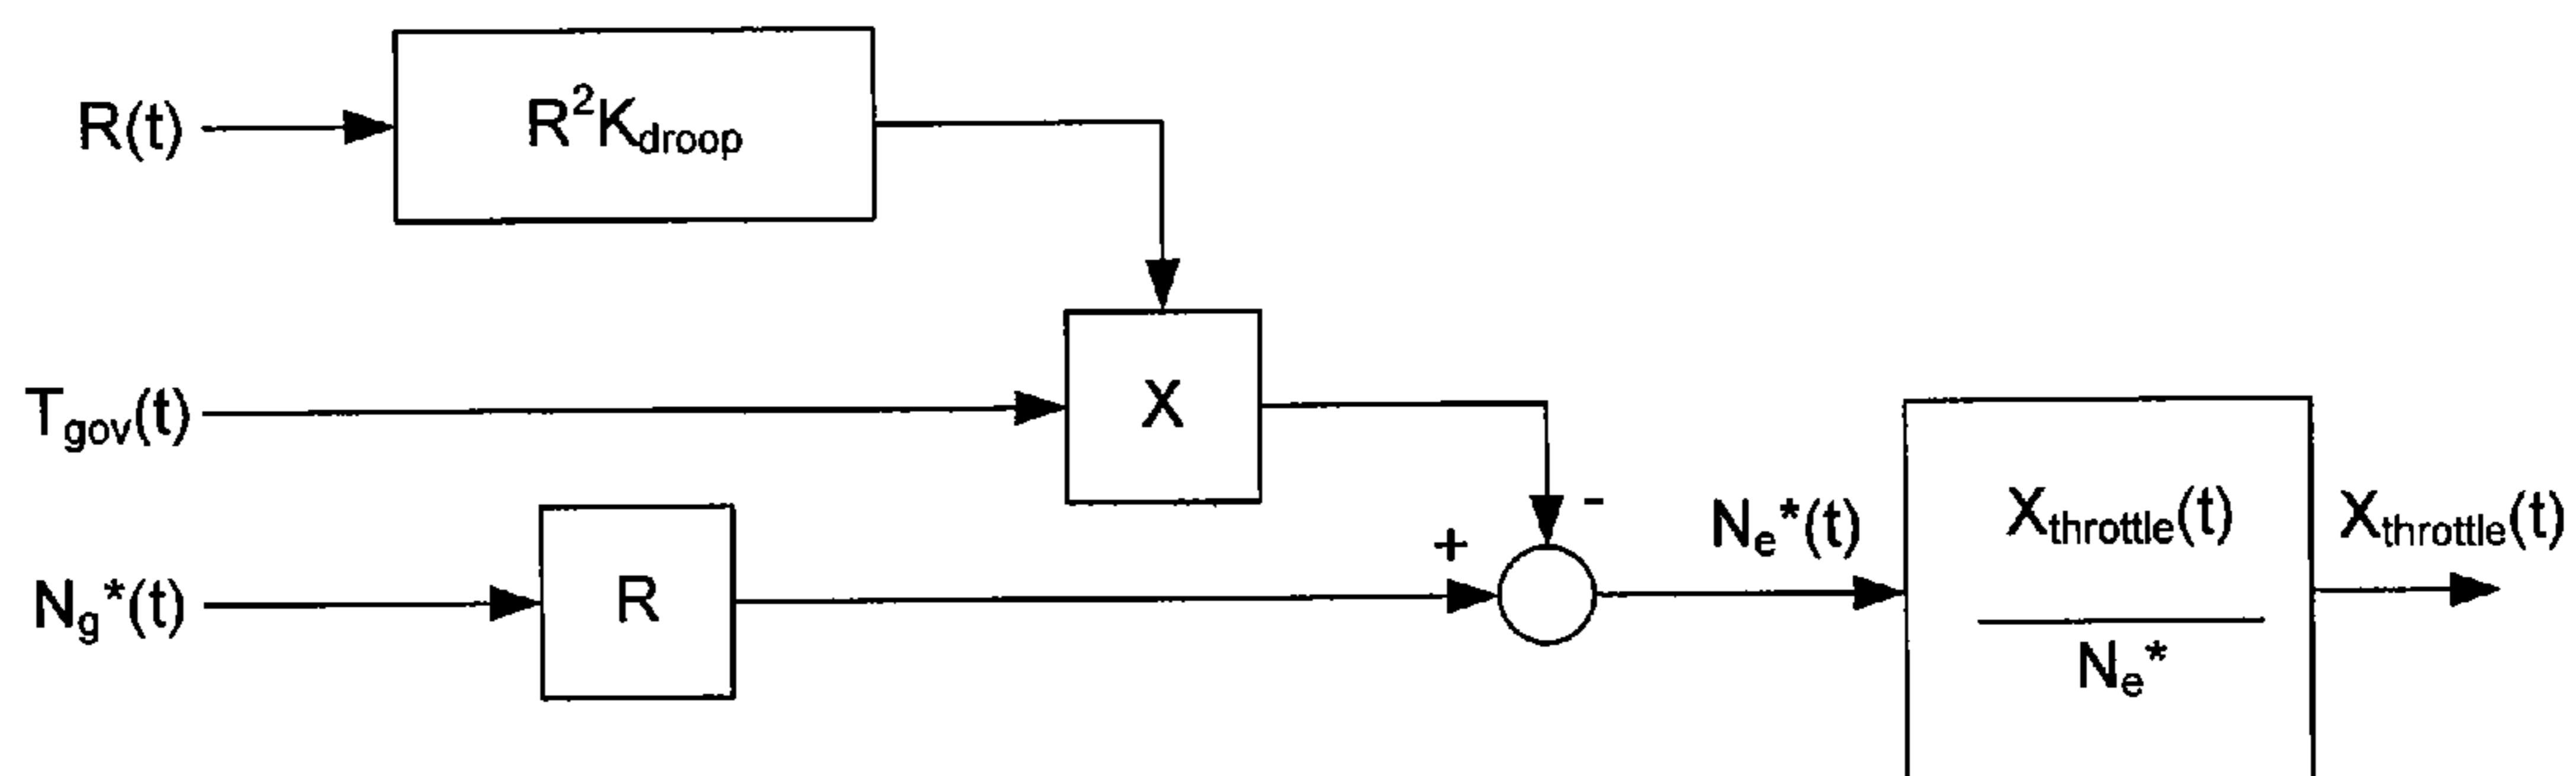 R(t)
R²K_droop
T_gov(t)
X
N_g*(t)
R
+
-
N_e*(t)
X_throttle(t)
N_e*
X_throttle(t)